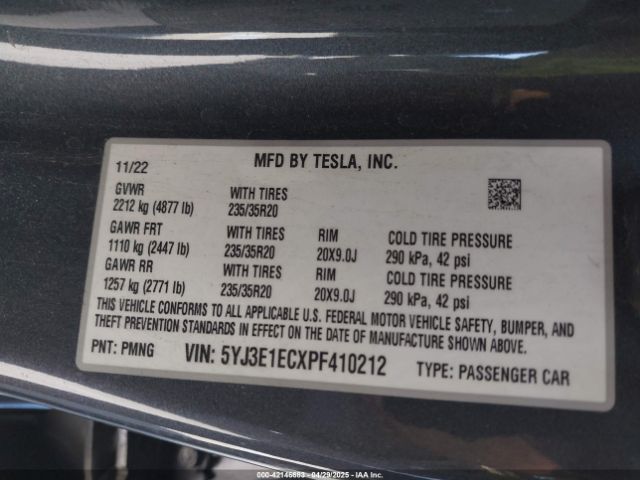 11/22 MFD BY TESLA, INC.
GVWR WITH TIRES
2212 kg (4877 lb) 235/35R20
GAWR FRT WITH TIRES RIM COLD TIRE PRESSURE
1110 kg (2447 lb) 235/35R20 20X9.0J 290 kPa, 42 psi
GAWR RR WITH TIRES RIM COLD TIRE PRESSURE
1257 kg (2771 lb) 235/35R20 20X9.0J 290 kPa, 42 psi
THIS VEHICLE CONFORMS TO ALL APPLICABLE U.S. FEDERAL MOTOR VEHICLE SAFETY, BUMPER, AND
THEFT PREVENTION STANDARDS IN EFFECT ON THE DATE OF MANUFACTURE SHOWN ABOVE.
PNT: PMNG VIN: 5YJ3E1ECXPF410212 TYPE: PASSENGER CAR
000-42146663 | 04/29/2025 - IAA Inc.